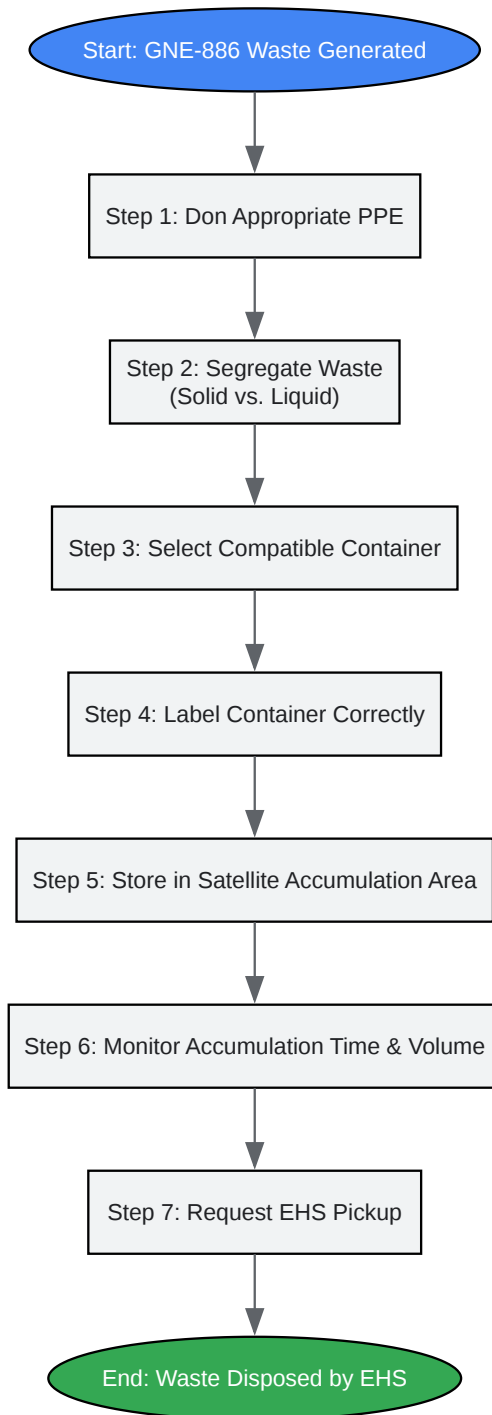 Start: GNE-886 Waste Generated
Step 1: Don Appropriate PPE
Step 2: Segregate Waste
(Solid vs. Liquid)
Step 3: Select Compatible Container
Step 4: Label Container Correctly
Step 5: Store in Satellite Accumulation Area
Step 6: Monitor Accumulation Time & Volume
Step 7: Request EHS Pickup
End: Waste Disposed by EHS